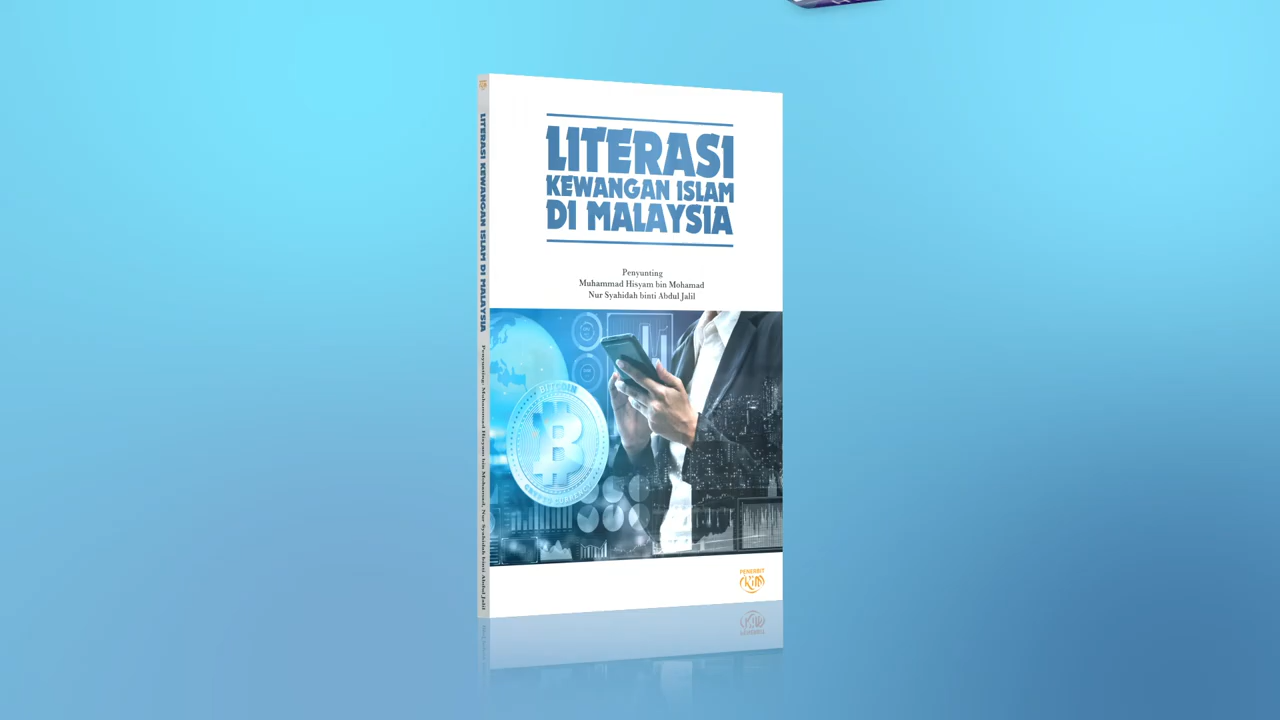 LITERASI
KEWANGAN ISLAM
DI MALAYSIA
Penyunting
Muhammad Hisyam bin Mohamad
Nur Syahidah binti Abdul Jalil
BITCOIN
PENERBIT
LITERASI KEWANGAN ISLAM DI MALAYSIA
Penyunting: Muhammad Hisyam bin Mohamad, Nur Syahidah binti Abdul Jalil